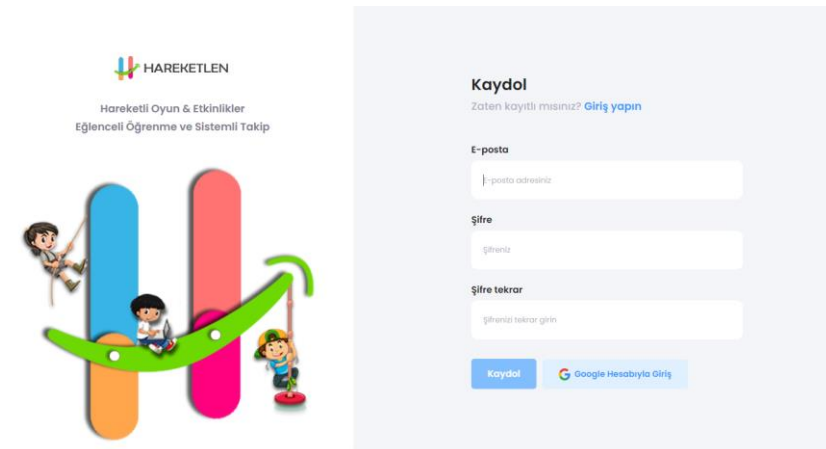 HAREKETLEN
Hareketli Oyun & Etkinlikler
Eğlenceli Öğrenme ve Sistemli Takip
Kaydol
Zaten kayıtlı mısınız? Giriş yapın
E-posta
E-posta adresiniz
Şifre
Şifreniz
Şifre tekrar
Şifrenizi tekrar girin
Kaydol
Google Hesabıyla Giriş